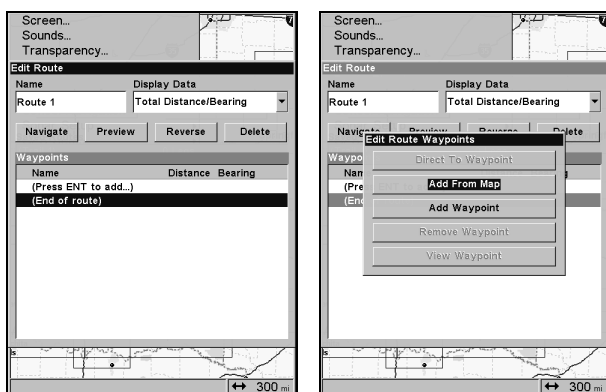 Screen...
Sounds...
Transparency...
Edit Route
Name Display Data
Route 1 Total Distance/Bearing
Navigate Preview Reverse Delete
Waypoints
Name Distance Bearing
(Press ENT to add...)
(End of route)
300 mi
Screen...
Sounds...
Transparency...
Edit Route
Name Display Data
Route 1 Total Distance/Bearing
Edit Route Waypoints
Direct To Waypoint
Add From Map
Add Waypoint
Remove Waypoint
View Waypoint
300 mi